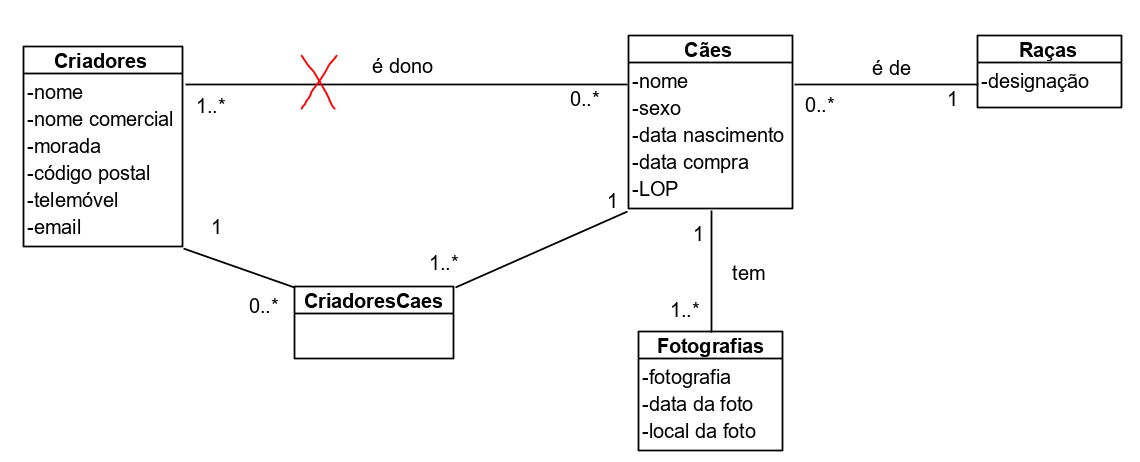 Criadores
-nome
-nome comercial
-morada
-código postal
-telemóvel
-email
é dono
1..*
0..*
Cães
-nome
-sexo
-data nascimento
-data compra
-LOP
é de
0..*
1
Raças
-designação
1
0..*
1..*
1
CriadoresCaes
1
tem
1..*
Fotografias
-fotografia
-data da foto
-local da foto